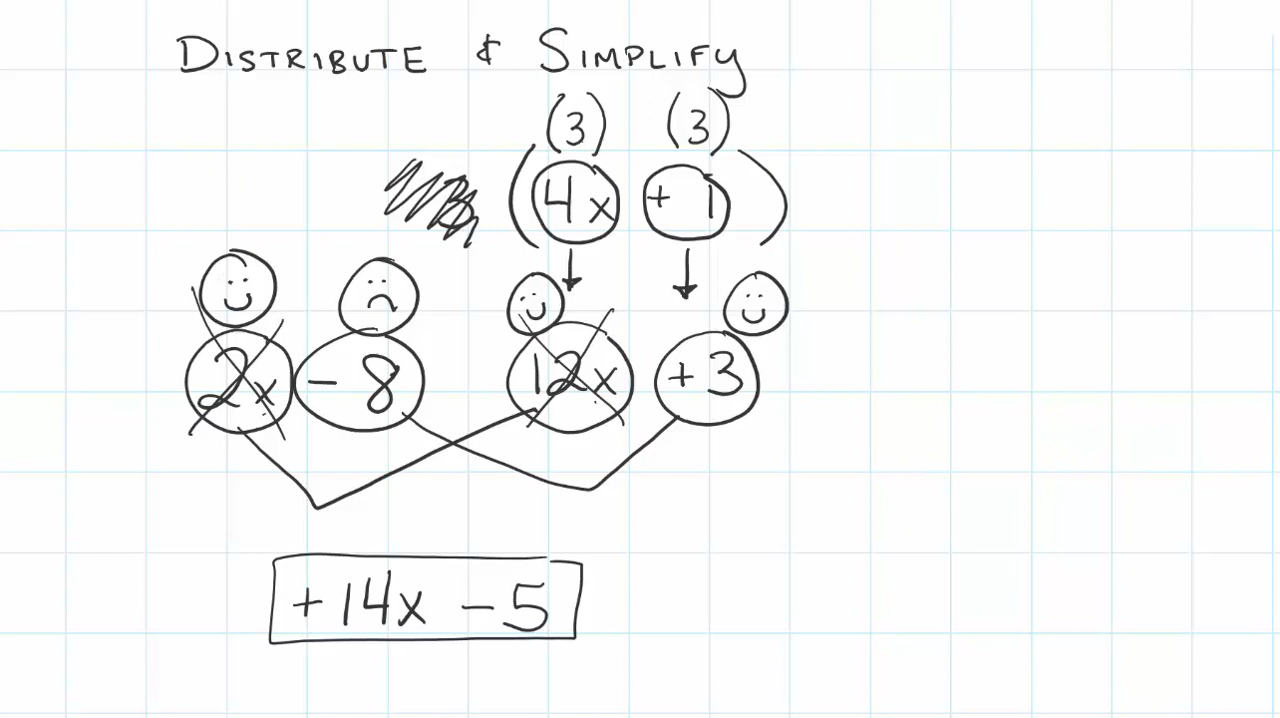 DISTRIBUTE & SIMPLIFY
(3) (3)
(4x + 1)
2x - 8 12x + 3
+14x - 5